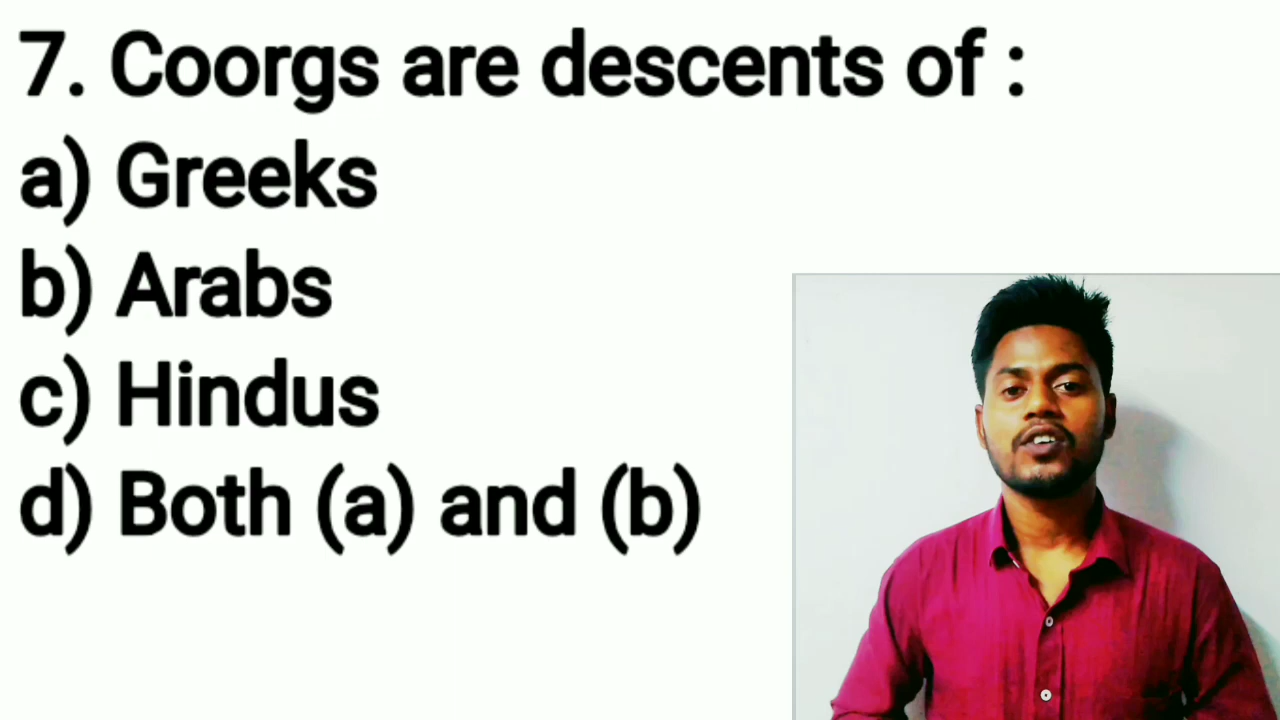 7. Coorgs are descents of :
a) Greeks
b) Arabs
c) Hindus
d) Both (a) and (b)